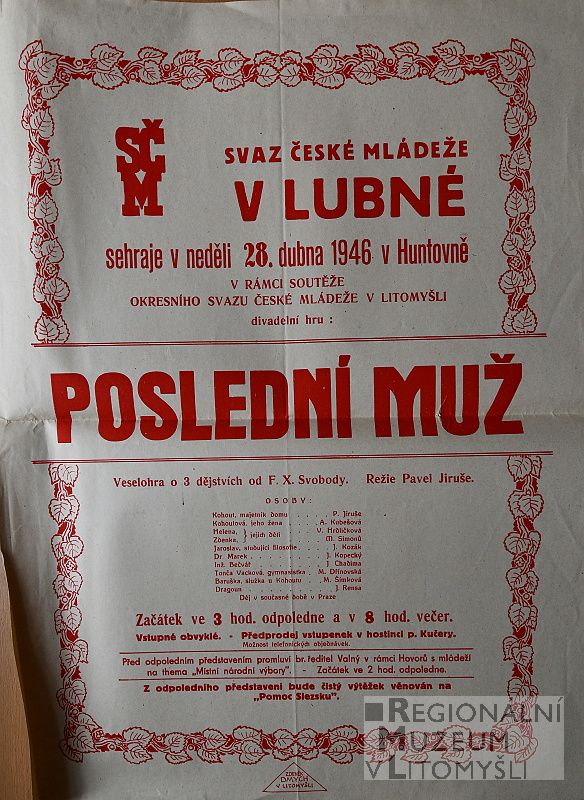 SČM
SVAZ ČESKÉ MLÁDEŽE
V LUBNÉ
sehraje v neděli 28. dubna 1946 v Huntovně
V RÁMCI SOUTĚŽE
OKRESNÍHO SVAZU ČESKÉ MLÁDEŽE V LITOMYŠLI
divadelní hru :
POSLEDNÍ MUŽ
Veselohra o 3 dějstvích od F. X. Svobody. Režie Pavel Jiruše.
OSOBY:
Kohout, majetník domu . . . . . P. Jiruše
Kohoutová, jeho žena . . . . . A. Kubešová
Helena, } jejich děti . . . . . V. Hrdličková
Zdenka, . . . . . M. Simonů
Jaroslav, studující filosofie . . . . J. Kozák
Dr. Marek . . . . . J. Kopecký
Inž. Bečvář . . . . . J Chadima
Tonča Vacková, gymnasistka . . M. Dřínovská
Baruška, služka u Kohoutů . . M. Šimková
Dragoun . . . . . J. Rensa
Děj v současné době v Praze
Začátek ve 3 hod. odpoledne a v 8 hod. večer.
Vstupné obvyklé. - Předprodej vstupenek v hostinci p. Kučery.
Možnost telefonických objednávek.
Před odpoledním představením promluví br. ředitel Valný v rámci Hovorů s mládeží
na thema „Místní národní výbory". - Začátek ve 2 hod. odpoledne.
Z odpoledního představení bude čistý výtěžek věnován na
„Pomoc Slezsku".
ZDENĚK
DMYCH
V LITOMYŠLI
REGIONÁLNÍ
MUZEUM
V LITOMYŠLI